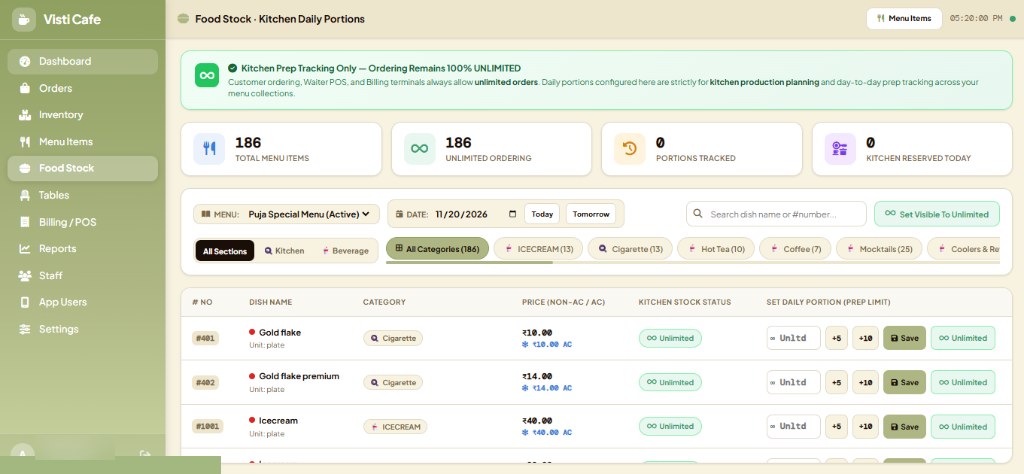 Visti Cafe
Dashboard
Orders
Inventory
Menu Items
Food Stock
Tables
Billing / POS
Reports
Staff
App Users
Settings
A
Food Stock · Kitchen Daily Portions
Menu Items
05:20:00 PM
Kitchen Prep Tracking Only — Ordering Remains 100% UNLIMITED
Customer ordering, Waiter POS, and Billing terminals always allow unlimited orders. Daily portions configured here are strictly for kitchen production planning and day-to-day prep tracking across your
menu collections.
186
TOTAL MENU ITEMS
186
UNLIMITED ORDERING
0
PORTIONS TRACKED
0
KITCHEN RESERVED TODAY
MENU: Puja Special Menu (Active)
DATE: 11/20/2026
Today
Tomorrow
Search dish name or #number...
Set Visible To Unlimited
All Sections
Kitchen
Beverage
All Categories (186)
ICECREAM (13)
Cigarette (13)
Hot Tea (10)
Coffee (7)
Mocktails (25)
Coolers & Re
# NO DISH NAME CATEGORY PRICE (NON-AC / AC) KITCHEN STOCK STATUS SET DAILY PORTION (PREP LIMIT)
#401 Gold flake Cigarette ₹10.00 Unlimited ∞ Unltd +5 +10 Save Unlimited
Unit: plate ❄ ₹10.00 AC
#402 Gold flake premium Cigarette ₹14.00 Unlimited ∞ Unltd +5 +10 Save Unlimited
Unit: plate ❄ ₹14.00 AC
#1001 Icecream ICECREAM ₹40.00 Unlimited ∞ Unltd +5 +10 Save Unlimited
Unit: plate ❄ ₹40.00 AC